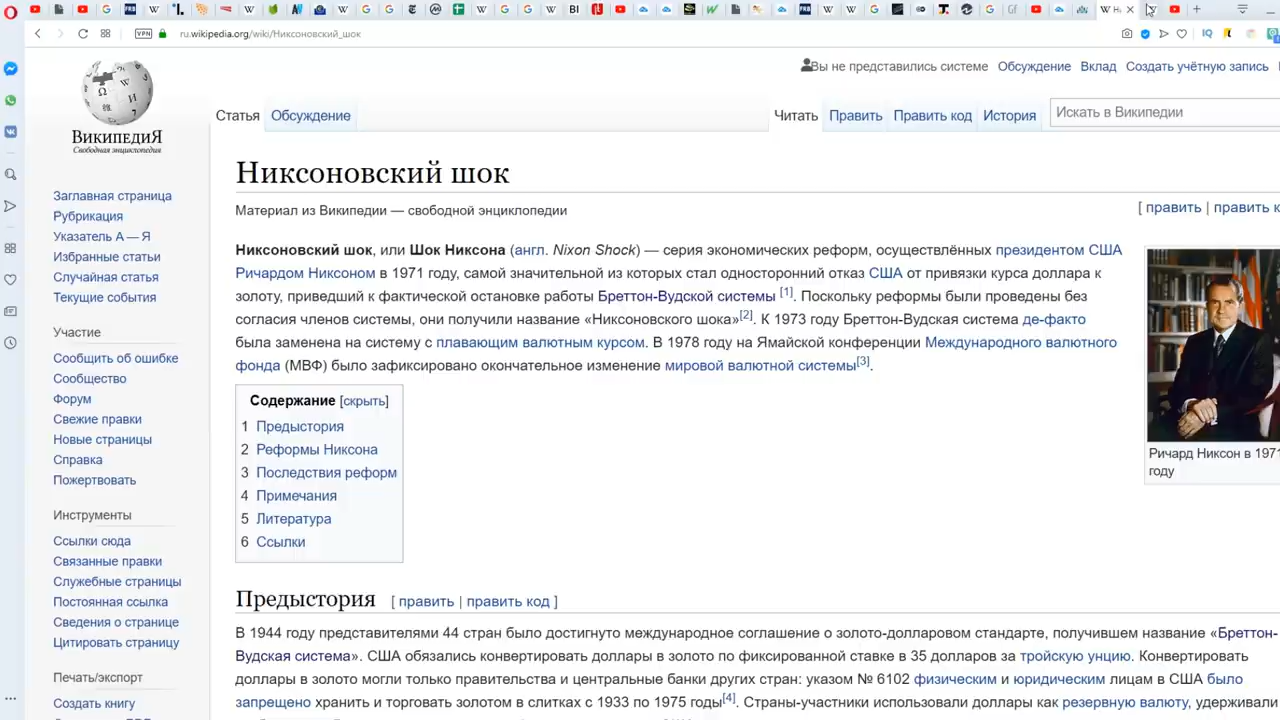 VPN
ru.wikipedia.org/wiki/Никсоновский_шок
ВикипедиЯ
Свободная энциклопедия
Вы не представились системе Обсуждение Вклад Создать учётную запись
Статья Обсуждение
Читать Править Править код История
Искать в Википедии
Заглавная страница
Рубрикация
Указатель А — Я
Избранные статьи
Случайная статья
Текущие события
Участие
Сообщить об ошибке
Сообщество
Форум
Свежие правки
Новые страницы
Справка
Пожертвовать
Инструменты
Ссылки сюда
Связанные правки
Служебные страницы
Постоянная ссылка
Сведения о странице
Цитировать страницу
Печать/экспорт
Создать книгу
Никсоновский шок
Материал из Википедии — свободной энциклопедии
[ править | править к
Никсоновский шок, или Шок Никсона (англ. Nixon Shock) — серия экономических реформ, осуществлённых президентом США
Ричардом Никсоном в 1971 году, самой значительной из которых стал односторонний отказ США от привязки курса доллара к
золоту, приведший к фактической остановке работы Бреттон-Вудской системы [1]. Поскольку реформы были проведены без
согласия членов системы, они получили название «Никсоновского шока»[2]. К 1973 году Бреттон-Вудская система де-факто
была заменена на систему с плавающим валютным курсом. В 1978 году на Ямайской конференции Международного валютного
фонда (МВФ) было зафиксировано окончательное изменение мировой валютной системы[3].
Ричард Никсон в 1971
году
Содержание [скрыть]
1 Предыстория
2 Реформы Никсона
3 Последствия реформ
4 Примечания
5 Литература
6 Ссылки
Предыстория [ править | править код ]
В 1944 году представителями 44 стран было достигнуто международное соглашение о золото-долларовом стандарте, получившем название «Бреттон-
Вудская система». США обязались конвертировать доллары в золото по фиксированной ставке в 35 долларов за тройскую унцию. Конвертировать
доллары в золото могли только правительства и центральные банки других стран: указом № 6102 физическим и юридическим лицам в США было
запрещено хранить и торговать золотом в слитках с 1933 по 1975 годы[4]. Страны-участники использовали доллары как резервную валюту, удерживали